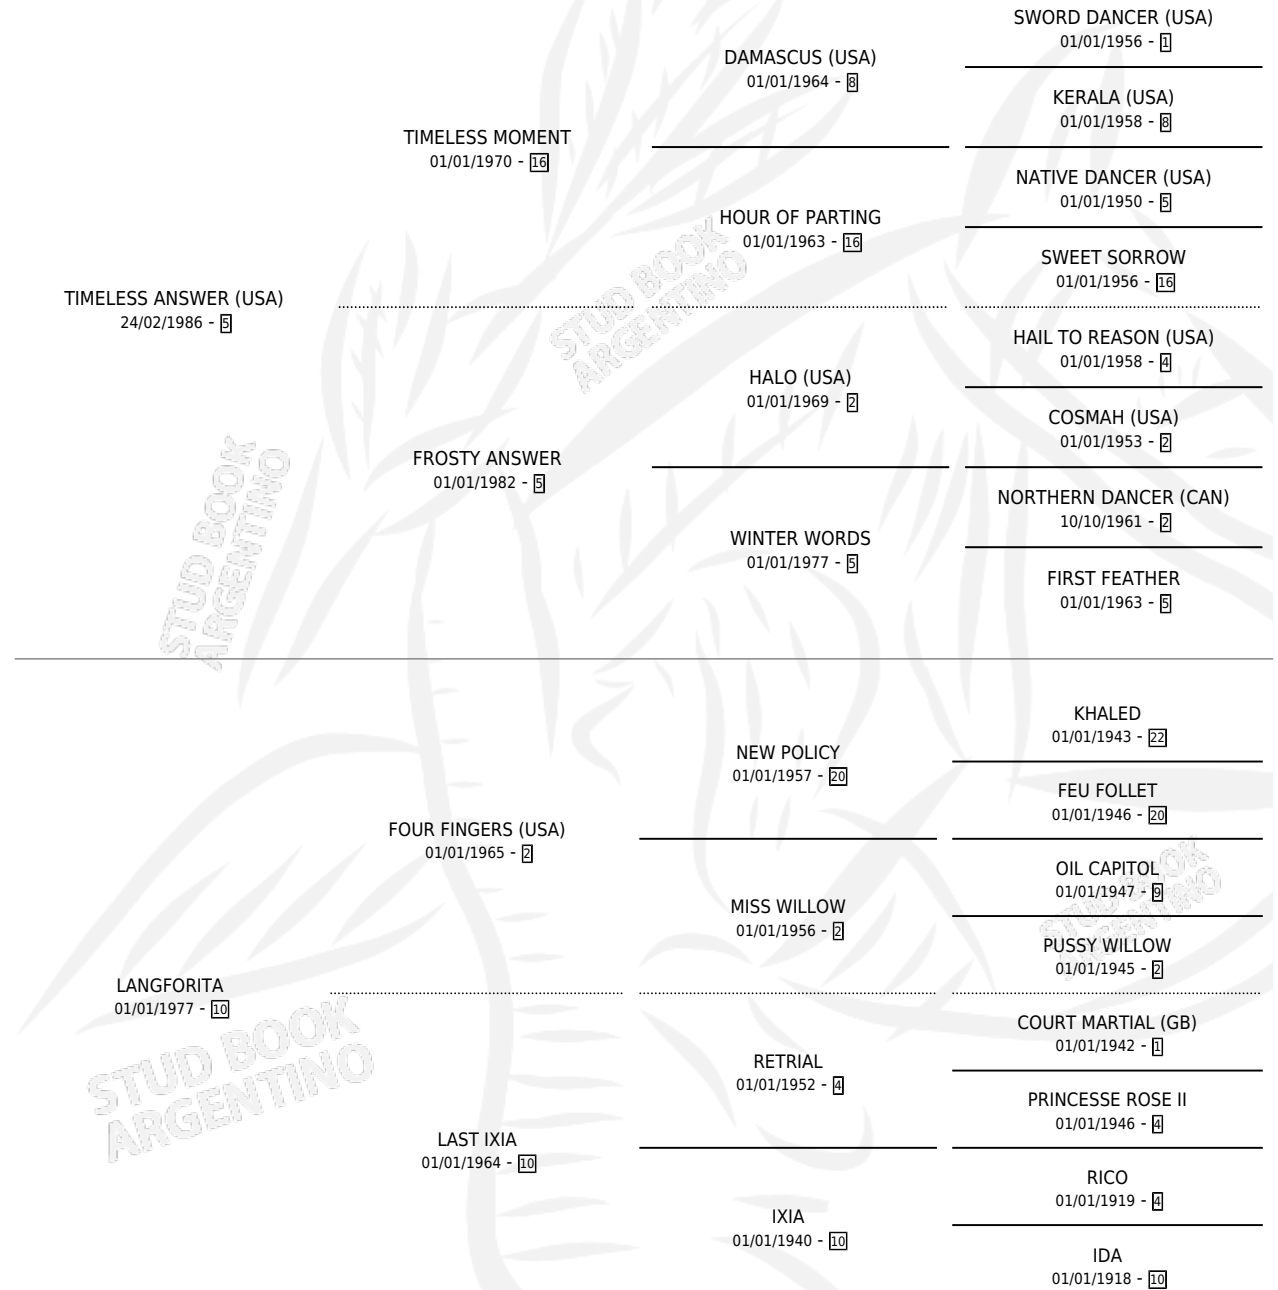 SWORD DANCER (USA)
01/01/1956 - 1
DAMASCUS (USA)
01/01/1964 - 8
KERALA (USA)
01/01/1958 - 8
TIMELESS MOMENT
01/01/1970 - 16
NATIVE DANCER (USA)
01/01/1950 - 5
HOUR OF PARTING
01/01/1963 - 16
SWEET SORROW
01/01/1956 - 16
TIMELESS ANSWER (USA)
24/02/1986 - 5
HAIL TO REASON (USA)
01/01/1958 - 4
HALO (USA)
01/01/1969 - 2
COSMAH (USA)
01/01/1953 - 2
FROSTY ANSWER
01/01/1982 - 5
NORTHERN DANCER (CAN)
10/10/1961 - 2
WINTER WORDS
01/01/1977 - 5
FIRST FEATHER
01/01/1963 - 5
KHALED
01/01/1943 - 22
NEW POLICY
01/01/1957 - 20
FEU FOLLET
01/01/1946 - 20
FOUR FINGERS (USA)
01/01/1965 - 2
OIL CAPITOL
01/01/1947 - 9
MISS WILLOW
01/01/1956 - 2
PUSSY WILLOW
01/01/1945 - 2
LANGFORITA
01/01/1977 - 10
COURT MARTIAL (GB)
01/01/1942 - 1
RETRIAL
01/01/1952 - 4
PRINCESSE ROSE II
01/01/1946 - 4
LAST IXIA
01/01/1964 - 10
RICO
01/01/1919 - 4
IXIA
01/01/1940 - 10
IDA
01/01/1918 - 10
STUD BOOK
ARGENTINO
STUD BOOK
ARGENTINO
STUD BOOK
ARGENTINO
STUD BOOK
ARGENTINO